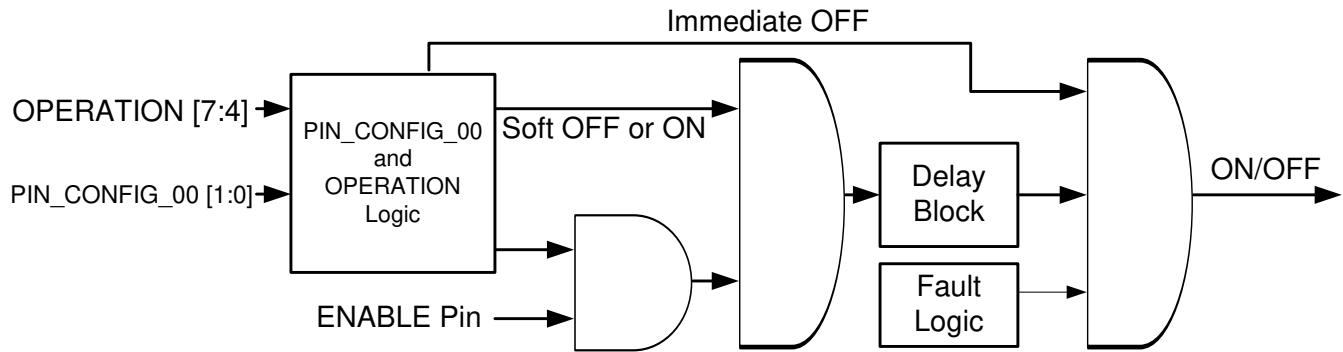 Immediate OFF
OPERATION [7:4]
PIN_CONFIG_00 [1:0]
PIN_CONFIG_00
and
OPERATION
Logic
Soft OFF or ON
ENABLE Pin
Delay
Block
Fault
Logic
ON/OFF